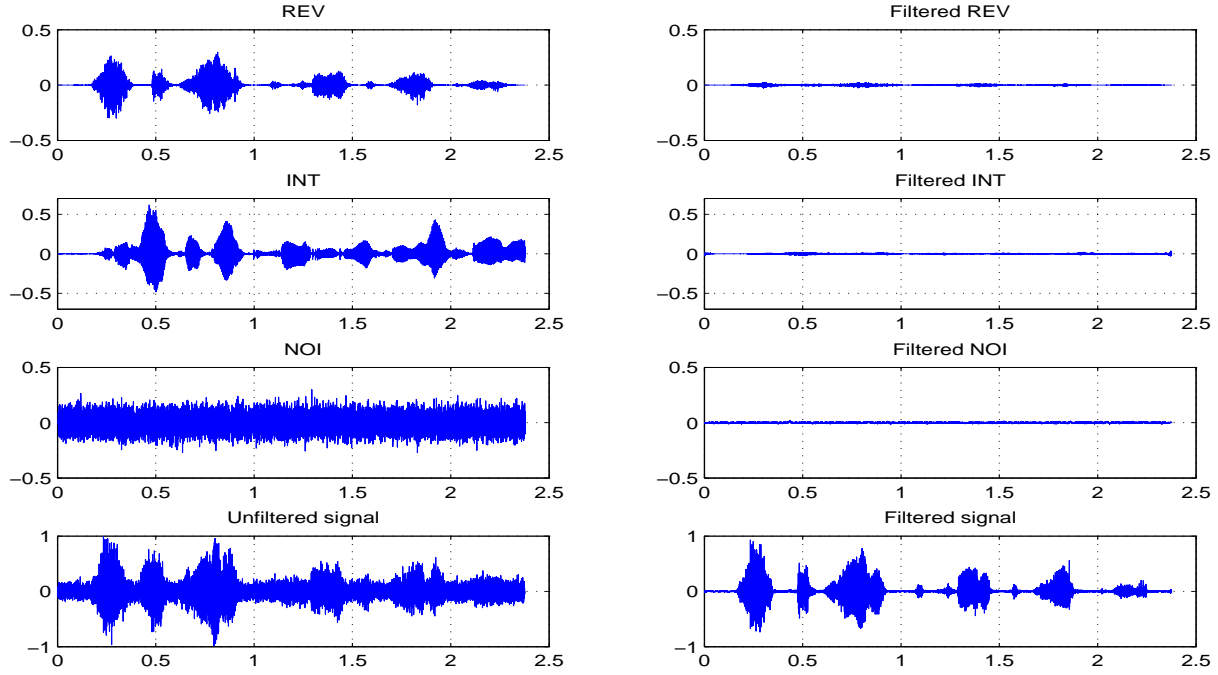 REV
0.5
0
−0.5
0 0.5 1 1.5 2 2.5
Filtered REV
0.5
0
−0.5
0 0.5 1 1.5 2 2.5
INT
0.5
0
−0.5
0 0.5 1 1.5 2 2.5
Filtered INT
0.5
0
−0.5
0 0.5 1 1.5 2 2.5
NOI
0.5
0
−0.5
0 0.5 1 1.5 2 2.5
Filtered NOI
0.5
0
−0.5
0 0.5 1 1.5 2 2.5
Unfiltered signal
1
0
−1
0 0.5 1 1.5 2 2.5
Filtered signal
1
0
−1
0 0.5 1 1.5 2 2.5